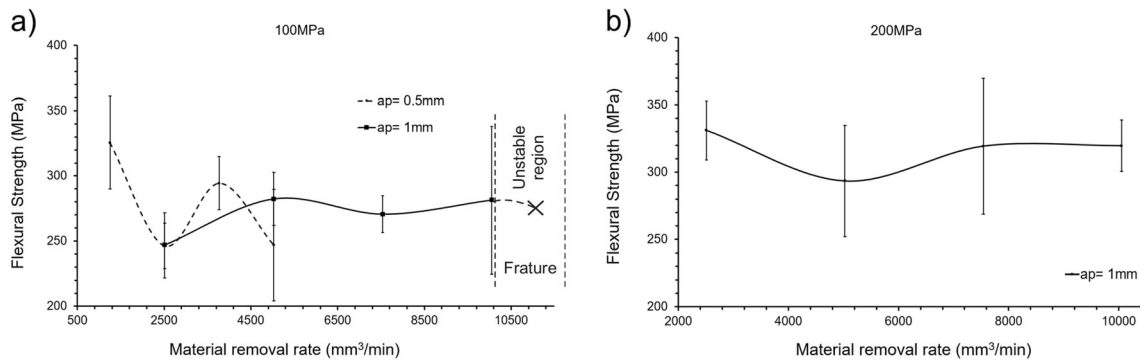 a)
100MPa
400
350
300
250
200
Flexural Strength (MPa)
ap= 0.5mm
ap= 1mm
Unstable
region
Frature
500
2500
4500
6500
8500
10500
Material removal rate (mm³/min)
b)
200MPa
400
350
300
250
200
Flexural Strength (MPa)
ap= 1mm
2000
4000
6000
8000
10000
Material removal rate (mm³/min)